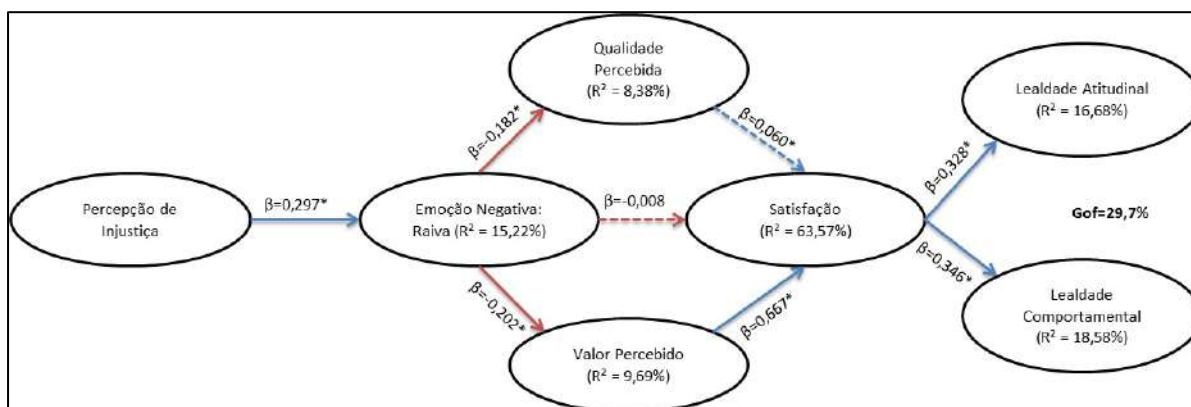 Qualidade
Percebida
(R² = 8,38%)
Lealdade Atitudinal
(R² = 16,68%)
β=-0,182*
β=0,060*
β=0,328*
Percepção de
Injustiça
β=0,297*
Emoção Negativa:
Raiva (R² = 15,22%)
β=-0,008
Satisfação
(R² = 63,57%)
Gof=29,7%
β=-0,202*
β=0,667*
β=0,346*
Valor Percebido
(R² = 9,69%)
Lealdade
Comportamental
(R² = 18,58%)